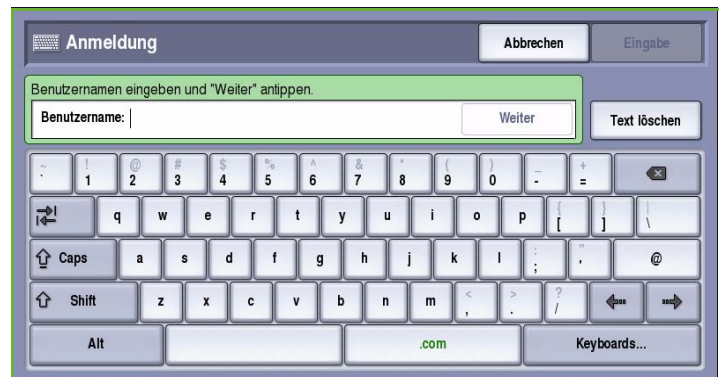 Anmeldung Abbrechen Eingabe
Benutzernamen eingeben und "Weiter" antippen.
Benutzername: Weiter Text löschen
~ ! @ # $ % ^ & * ( ) _ +
` 1 2 3 4 5 6 7 8 9 0 - =
q w e r t y u i o p { [ } ] | \
Caps a s d f g h j k l : ; " ' @
Shift z x c v b n m < , > . ? /
Alt .com Keyboards...